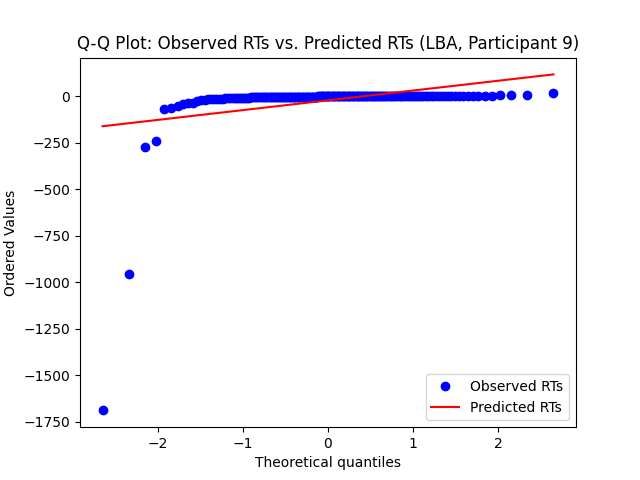 Q-Q Plot: Observed RTs vs. Predicted RTs (LBA, Participant 9)
0
−250
−500
−750
−1000
−1250
−1500
−1750
Ordered Values
−2
−1
0
1
2
Theoretical quantiles
Observed RTs
Predicted RTs